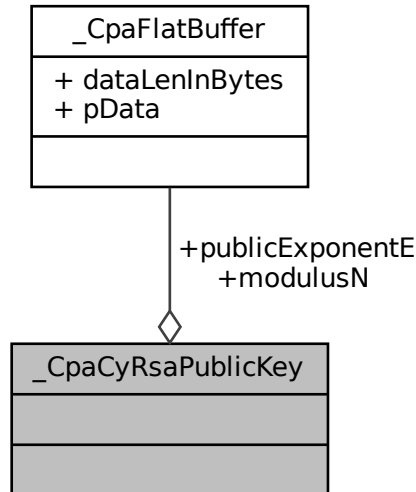 _CpaFlatBuffer
+ dataLenInBytes
+ pData
+publicExponentE
+modulusN
_CpaCyRsaPublicKey